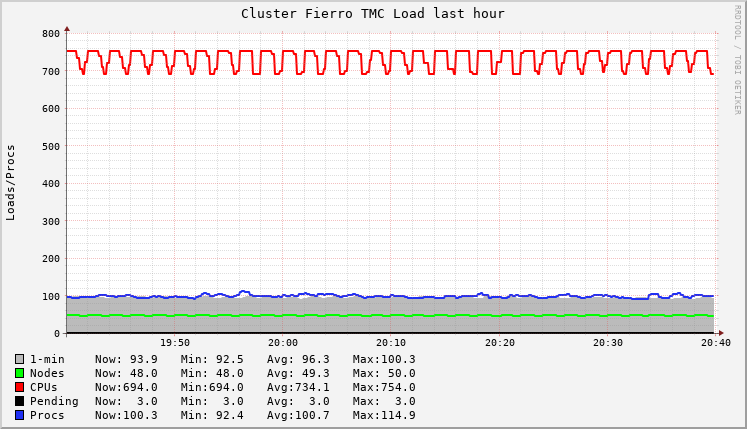 Cluster Fierro TMC Load last hour
RRDTOOL / TOBI OETIKER
Loads/Procs
800
700
600
500
400
300
200
100
0
19:50 20:00 20:10 20:20 20:30 20:40
1-min Now: 93.9 Min: 92.5 Avg: 96.3 Max:100.3
Nodes Now: 48.0 Min: 48.0 Avg: 49.3 Max: 50.0
CPUs Now:694.0 Min:694.0 Avg:734.1 Max:754.0
Pending Now: 3.0 Min: 3.0 Avg: 3.0 Max: 3.0
Procs Now:100.3 Min: 92.4 Avg:100.7 Max:114.9